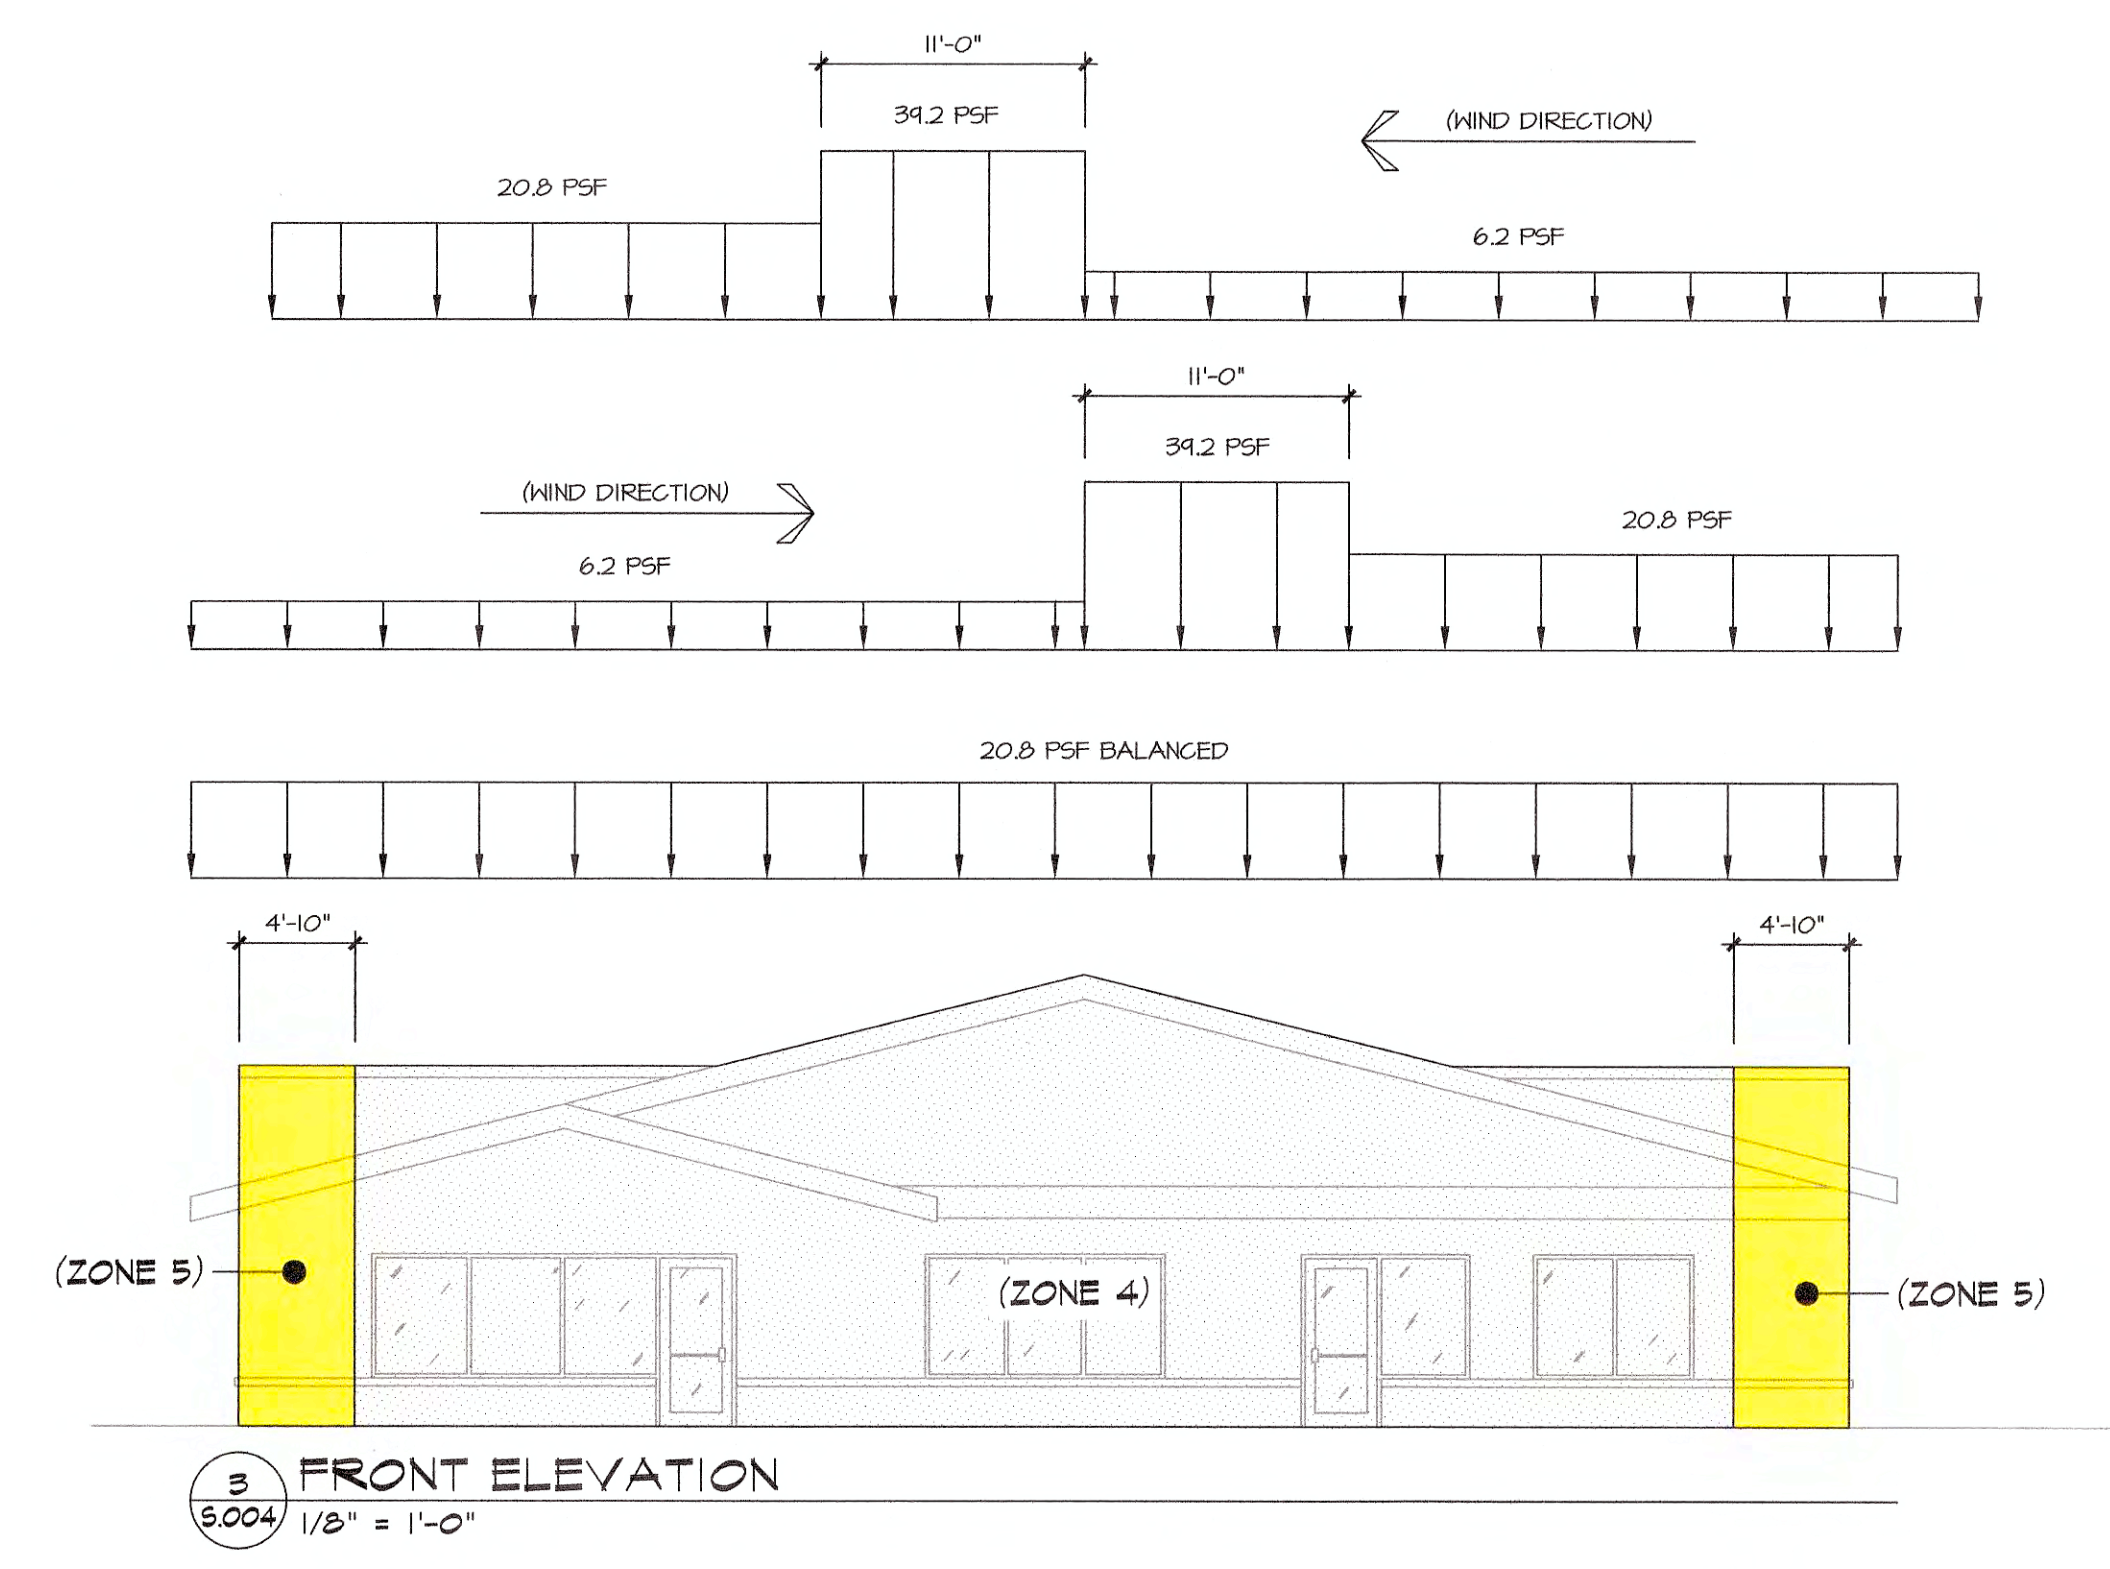 11'-0"
39.2 PSF
(WIND DIRECTION)
20.8 PSF
6.2 PSF
11'-0"
39.2 PSF
(WIND DIRECTION)
20.8 PSF
6.2 PSF
20.8 PSF BALANCED
4'-10"
4'-10"
(ZONE 5)
(ZONE 4)
(ZONE 5)
3
S.004
FRONT ELEVATION
1/8" = 1'-0"